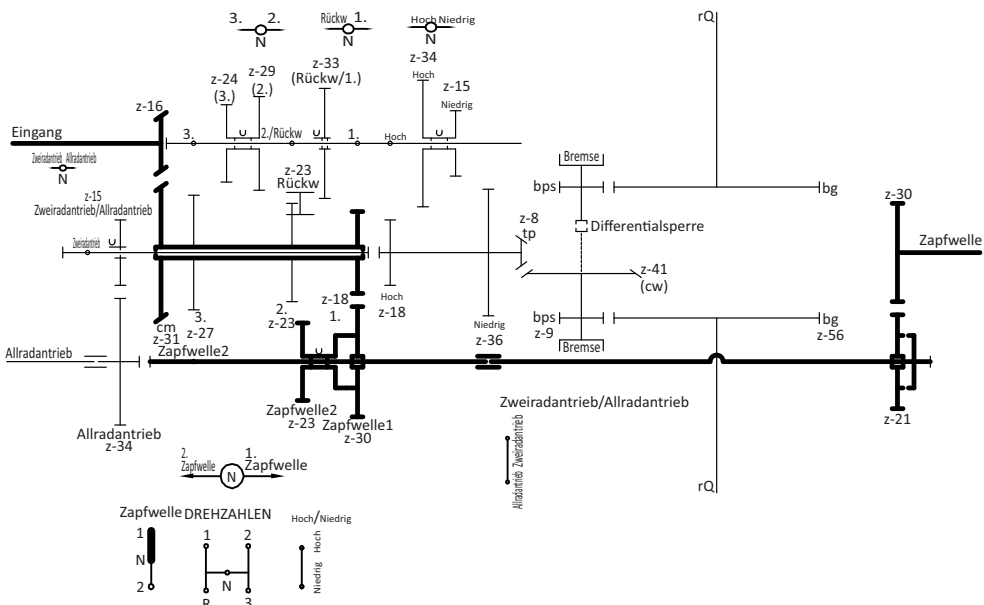 rQ
3. 2.
N
Rückw 1.
N
Hoch Niedrig
N
z-34
Hoch
z-33
(Rückw/1.)
z-29
(2.)
z-24
(3.)
z-15
Niedrig
z-16
Eingang
3.
2./Rückw
1.
Hoch
Zweiradantrieb Allradantrieb
N
z-23
Rückw
Bremse
bps
bg
z-30
z-15
Zweiradantrieb/Allradantrieb
z-8
tp
Differentialsperre
Zapfwelle
Zweiradantrieb
z-41
(cw)
cm
z-31
3.
z-27
2.
z-23
z-18
1.
Hoch
z-18
Niedrig
z-36
bps
z-9
bg
z-56
Bremse
Allradantrieb
Zapfwelle2
Zapfwelle2
z-23
Zapfwelle1
z-30
Zweiradantrieb/Allradantrieb
z-21
Allradantrieb
z-34
Allradantrieb Zweiradantrieb
2.
Zapfwelle
N
1.
Zapfwelle
rQ
Zapfwelle
1
N
2
DREHZAHLEN
1 2
N
R 3
Hoch/Niedrig
Niedrig Hoch